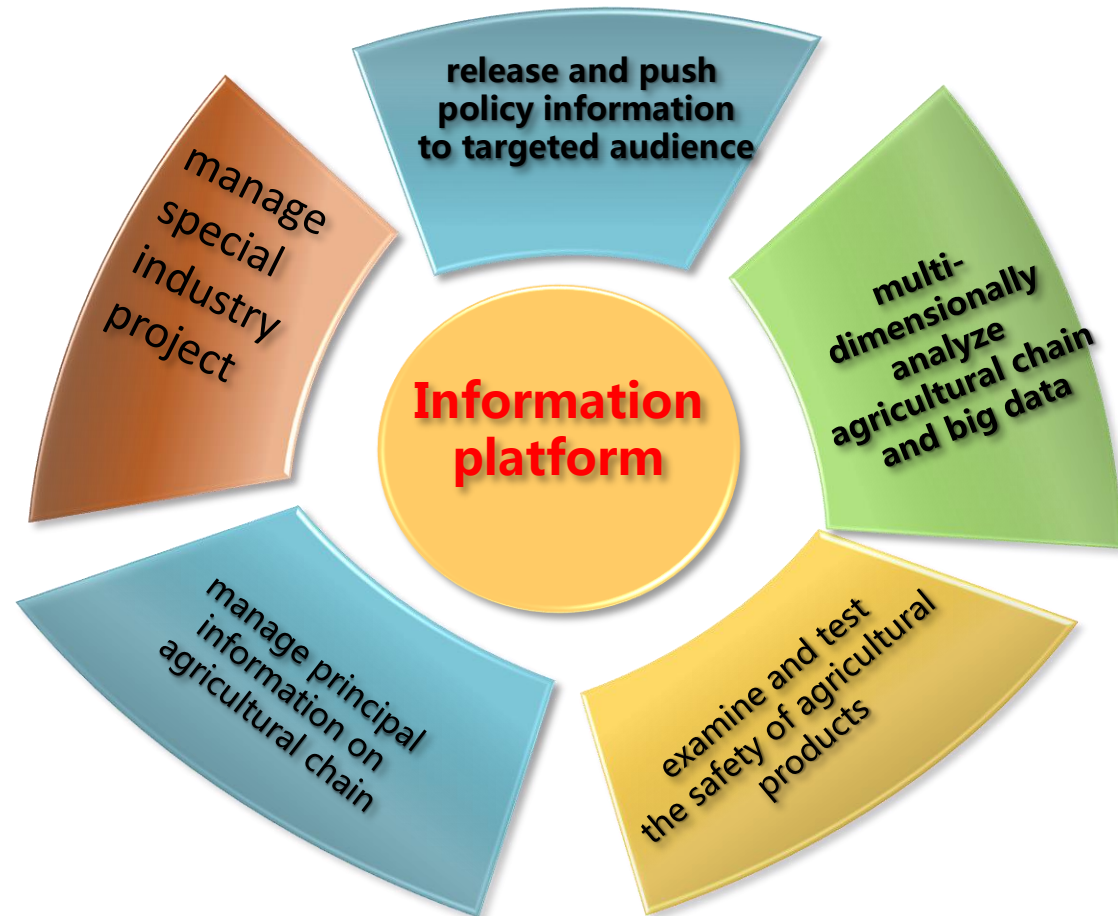 release and push
policy information
to targeted audience
multi-
dimensionally
analyze
agricultural chain
and big data
examine and test
the safety of agricultural
products
manage principal
information on
agricultural chain
manage
special
industry
project
Information
platform